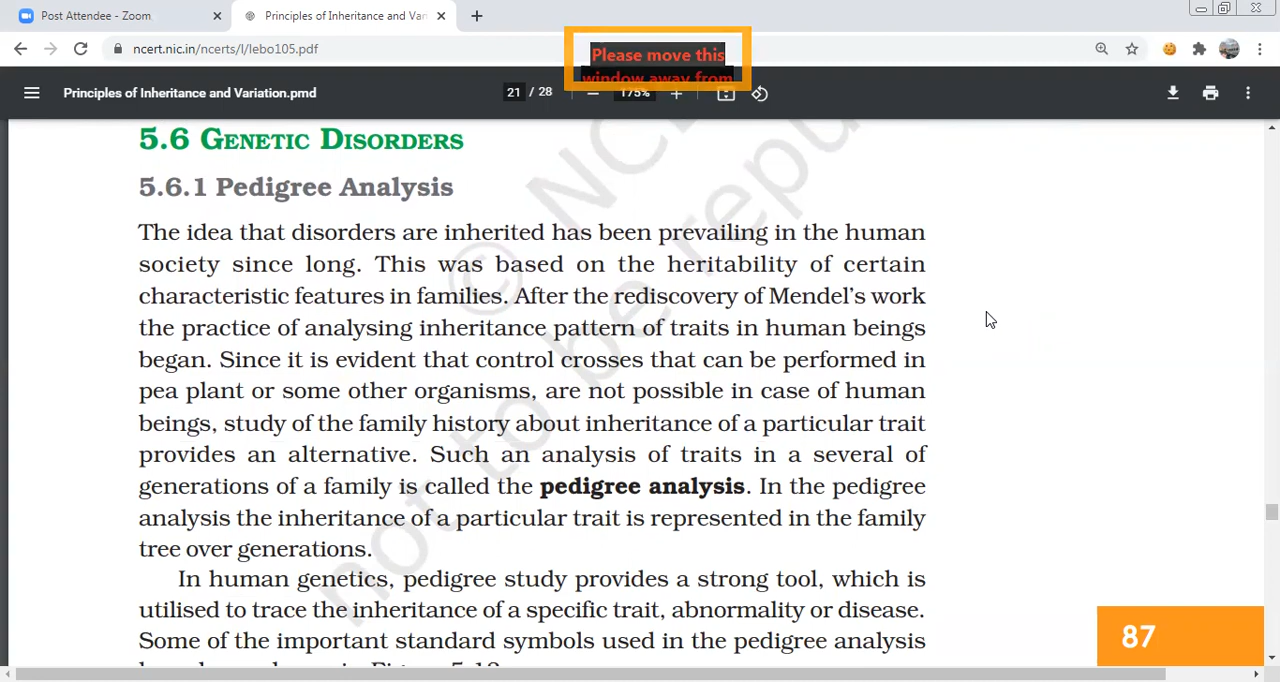 Post Attendee - Zoom
Principles of Inheritance and Var
ncert.nic.in/ncerts/l/lebo105.pdf
Please move this
window away from
Principles of Inheritance and Variation.pmd
21 / 28
175%
5.6 GENETIC DISORDERS
5.6.1 Pedigree Analysis
The idea that disorders are inherited has been prevailing in the human
society since long. This was based on the heritability of certain
characteristic features in families. After the rediscovery of Mendel's work
the practice of analysing inheritance pattern of traits in human beings
began. Since it is evident that control crosses that can be performed in
pea plant or some other organisms, are not possible in case of human
beings, study of the family history about inheritance of a particular trait
provides an alternative. Such an analysis of traits in a several of
generations of a family is called the pedigree analysis. In the pedigree
analysis the inheritance of a particular trait is represented in the family
tree over generations.
In human genetics, pedigree study provides a strong tool, which is
utilised to trace the inheritance of a specific trait, abnormality or disease.
Some of the important standard symbols used in the pedigree analysis
87
© NCE
not to be repu